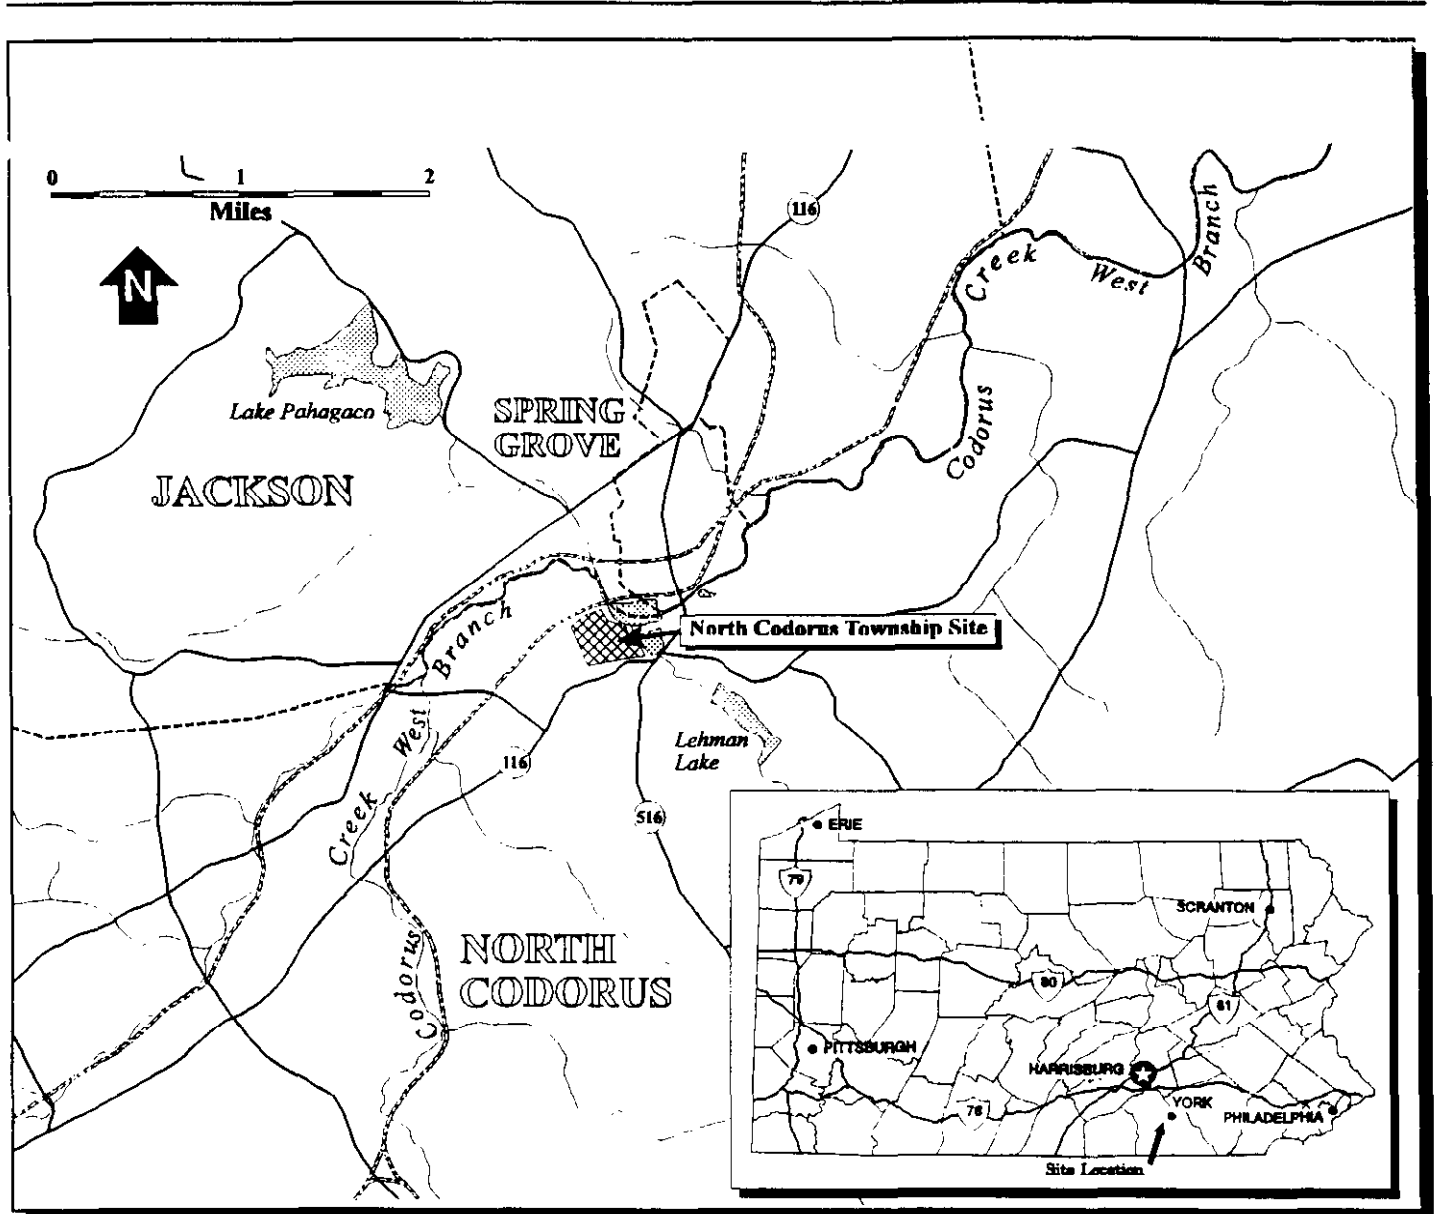 0 1 2
Miles
N
116
Creek
West
Branch
Lake Pahagaco
SPRING
GROVE
Codorus
JACKSON
Branch
North Codorus Township Site
West
Lehman
Lake
116
Creek
516
Codorus
NORTH
CODORUS
ERIE
79
SCRANTON
80
81
PITTSBURGH
HARRISBURG
76
YORK
PHILADELPHIA
Site Location